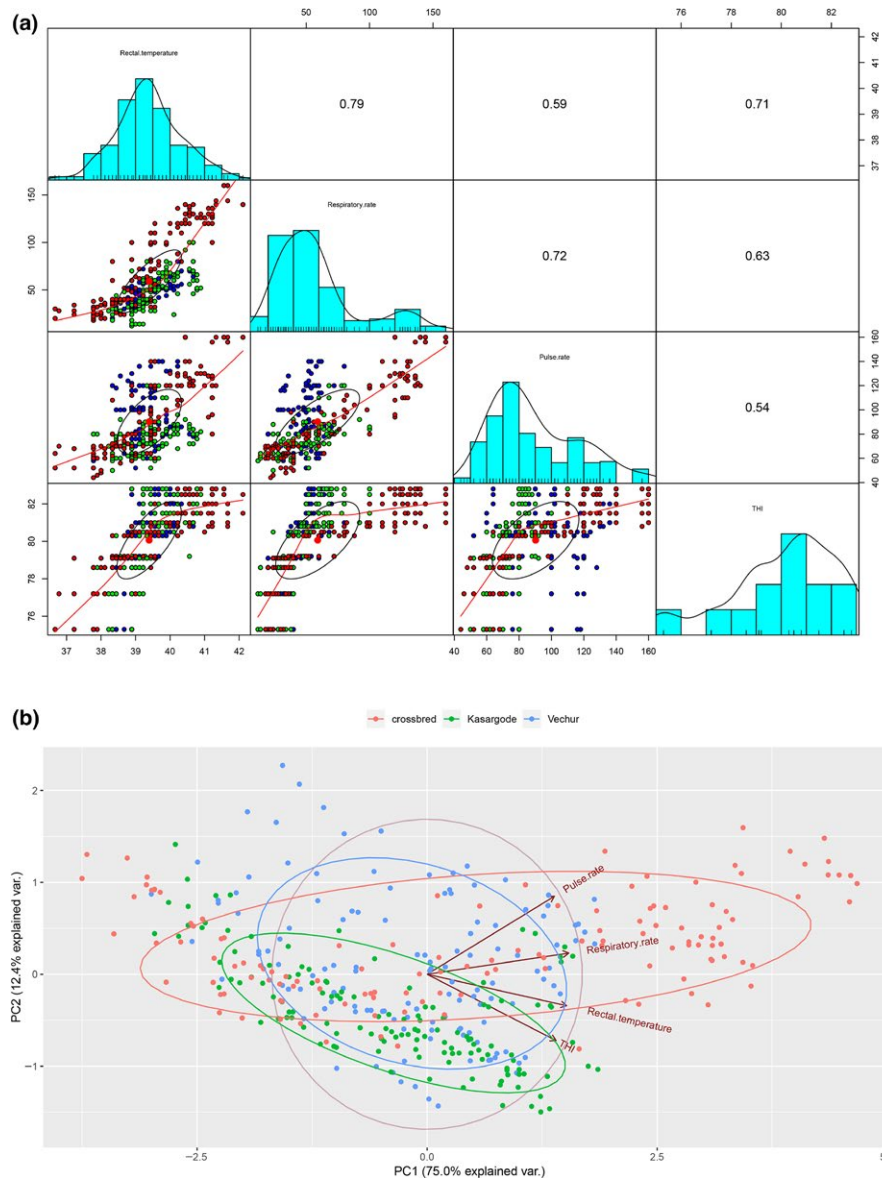 (a)
50 100 150
76 78 80 82
Rectal.temperature
0.79
0.59
0.71
37 38 39 40 41 42
50 100 150
Respiratory.rate
0.72
0.63
Pulse.rate
0.54
40 60 80 100 120 140 160
76 78 80 82
THI
37 38 39 40 41 42
40 60 80 100 120 140 160
(b)
crossbred Kasargode Vechur
PC2 (12.4% explained var.)
2
1
0
−1
Pulse.rate
Respiratory.rate
Rectal.temperature
THI
−2.5 0.0 2.5 5
PC1 (75.0% explained var.)